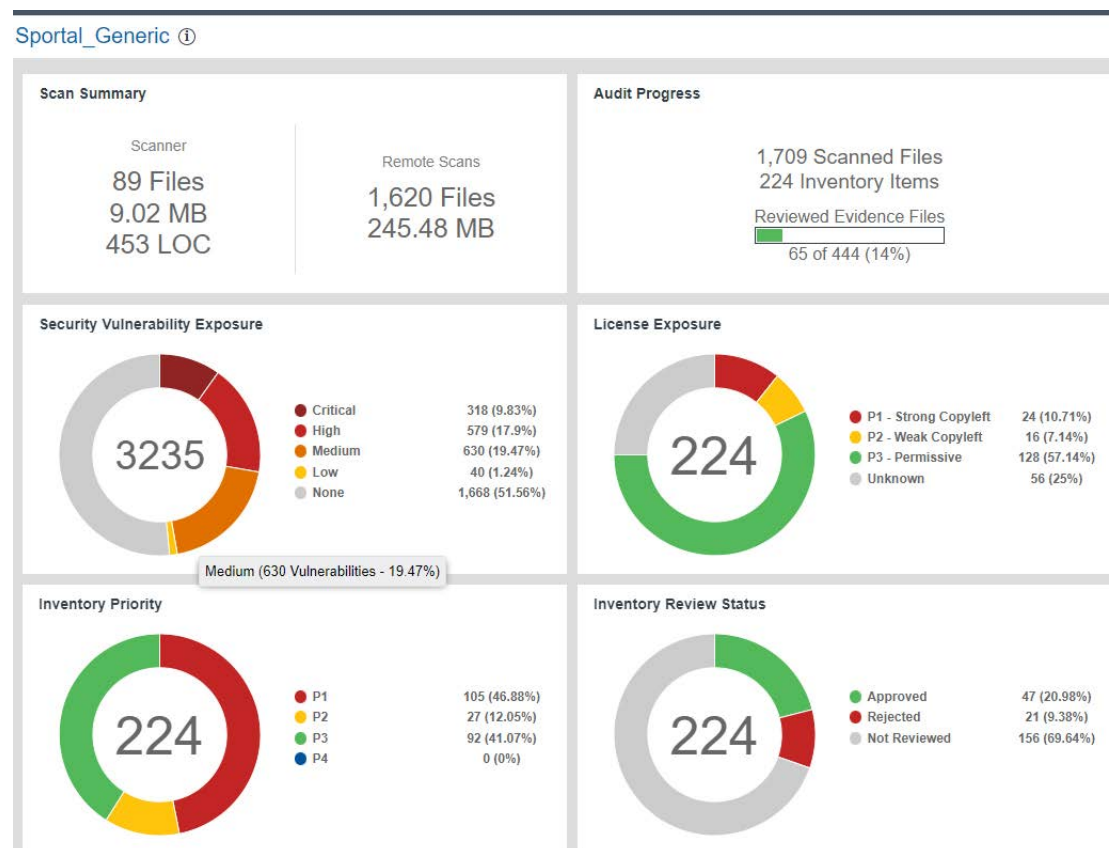 Sportal_Generic
Scan Summary
Scanner
89 Files
9.02 MB
453 LOC
Remote Scans
1,620 Files
245.48 MB
Audit Progress
1,709 Scanned Files
224 Inventory Items
Reviewed Evidence Files
65 of 444 (14%)
Security Vulnerability Exposure
3235
Critical 318 (9.83%)
High 579 (17.9%)
Medium 630 (19.47%)
Low 40 (1.24%)
None 1,668 (51.56%)
Medium (630 Vulnerabilities - 19.47%)
License Exposure
224
P1 - Strong Copyleft 24 (10.71%)
P2 - Weak Copyleft 16 (7.14%)
P3 - Permissive 128 (57.14%)
Unknown 56 (25%)
Inventory Priority
224
P1 105 (46.88%)
P2 27 (12.05%)
P3 92 (41.07%)
P4 0 (0%)
Inventory Review Status
224
Approved 47 (20.98%)
Rejected 21 (9.38%)
Not Reviewed 156 (69.64%)